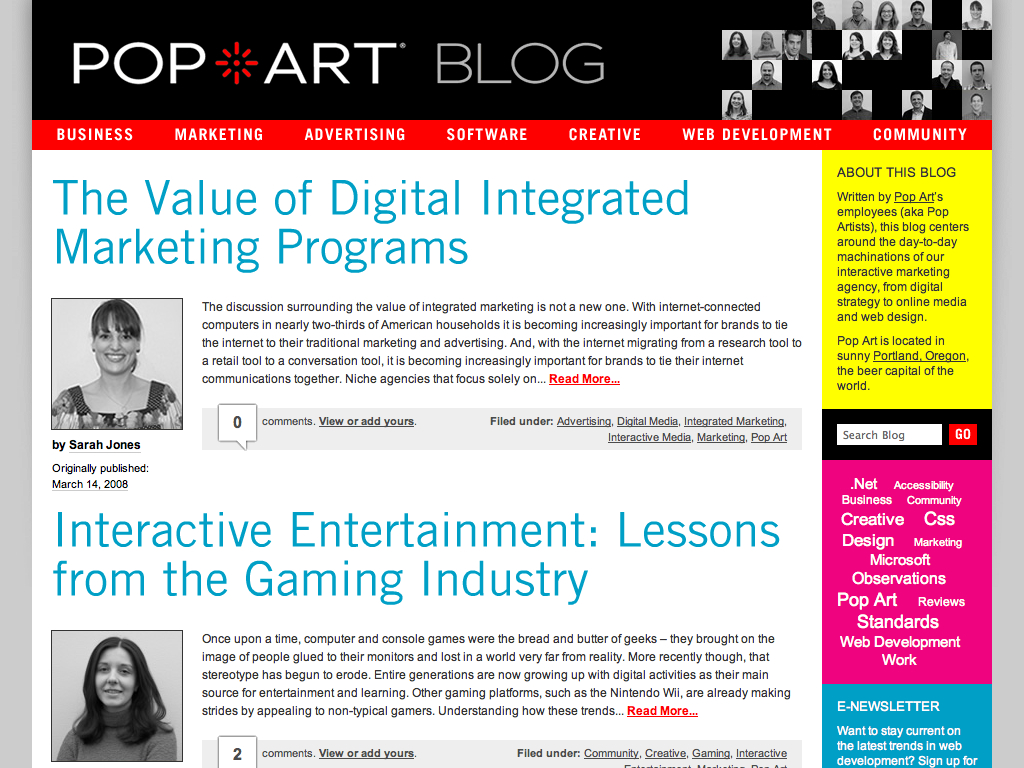 POP ART® BLOG
BUSINESS MARKETING ADVERTISING SOFTWARE CREATIVE WEB DEVELOPMENT COMMUNITY
The Value of Digital Integrated
Marketing Programs
The discussion surrounding the value of integrated marketing is not a new one. With internet-connected
computers in nearly two-thirds of American households it is becoming increasingly important for brands to tie
the internet to their traditional marketing and advertising. And, with the internet migrating from a research tool to
a retail tool to a conversation tool, it is becoming increasingly important for brands to tie their internet
communications together. Niche agencies that focus solely on... Read More...
0 comments. View or add yours.
Filed under: Advertising, Digital Media, Integrated Marketing,
Interactive Media, Marketing, Pop Art
by Sarah Jones
Originally published:
March 14, 2008
Interactive Entertainment: Lessons
from the Gaming Industry
Once upon a time, computer and console games were the bread and butter of geeks – they brought on the
image of people glued to their monitors and lost in a world very far from reality. More recently though, that
stereotype has begun to erode. Entire generations are now growing up with digital activities as their main
source for entertainment and learning. Other gaming platforms, such as the Nintendo Wii, are already making
strides by appealing to non-typical gamers. Understanding how these trends... Read More...
2 comments. View or add yours.
Filed under: Community, Creative, Gaming, Interactive
Entertainment, Marketing, Pop Art
ABOUT THIS BLOG
Written by Pop Art's
employees (aka Pop
Artists), this blog centers
around the day-to-day
machinations of our
interactive marketing
agency, from digital
strategy to online media
and web design.
Pop Art is located in
sunny Portland, Oregon,
the beer capital of the
world.
Search Blog GO
.Net Accessibility
Business Community
Creative Css
Design Marketing
Microsoft
Observations
Pop Art Reviews
Standards
Web Development
Work
E-NEWSLETTER
Want to stay current on
the latest trends in web
development? Sign up for